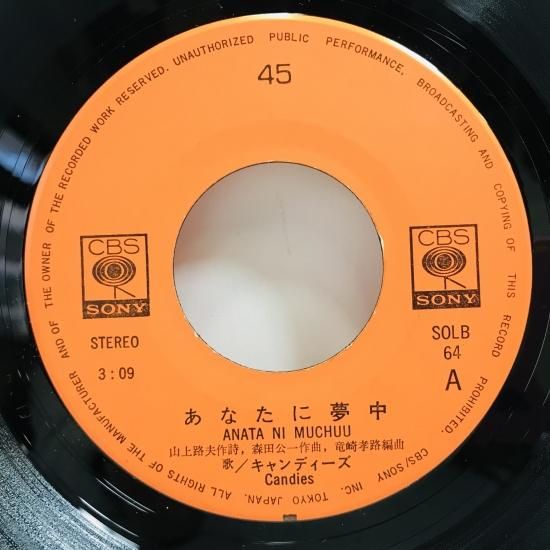 ALL RIGHTS OF THE MANUFACTURER AND OF THE OWNER OF THE RECORDED WORK RESERVED. UNAUTHORIZED PUBLIC PERFORMANCE, BROADCASTING AND COPYING OF THIS RECORD PROHIBITED.
45
CBS
SONY
CBS
SONY
STEREO
3:09
SOLB
64
A
あなたに夢中
ANATA NI MUCHUU
山上路夫作詩，森田公一作曲，竜崎孝路編曲
歌／キャンディーズ
Candies
CBS/SONY INC. TOKYO JAPAN.